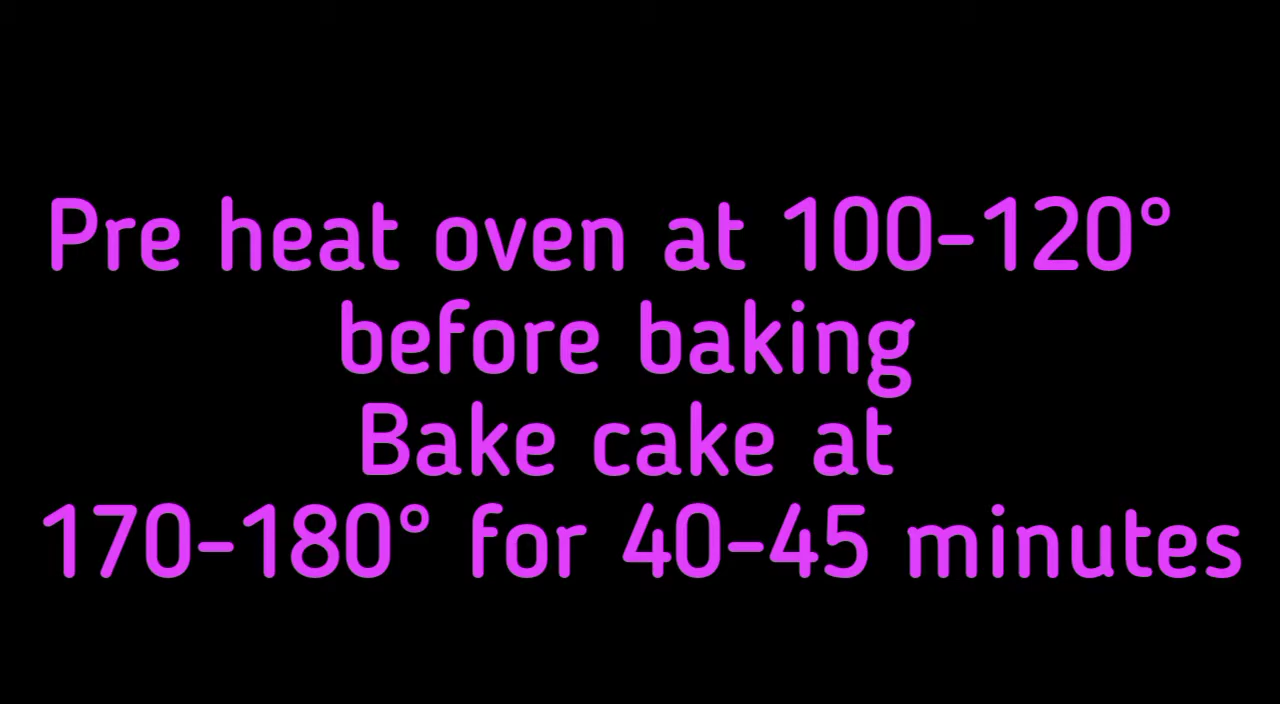 Pre heat oven at 100-120°
before baking
Bake cake at
170-180° for 40-45 minutes